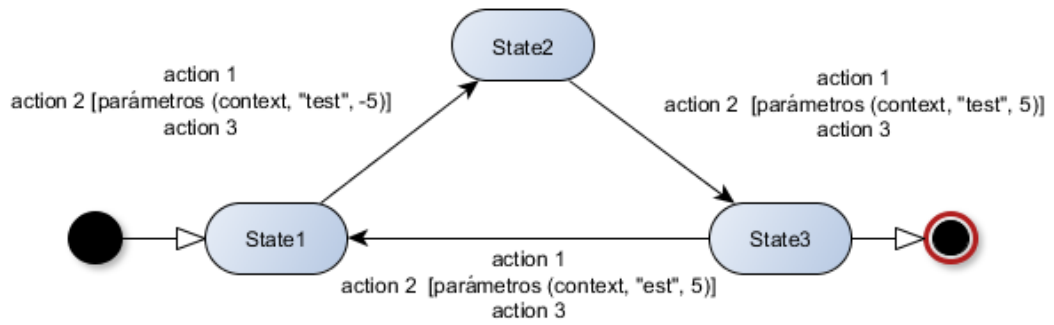 State2
action 1
action 2 [parámetros (context, "test", -5)]
action 3
action 1
action 2 [parámetros (context, "test", 5)]
action 3
State1
State3
action 1
action 2 [parámetros (context, "est", 5)]
action 3